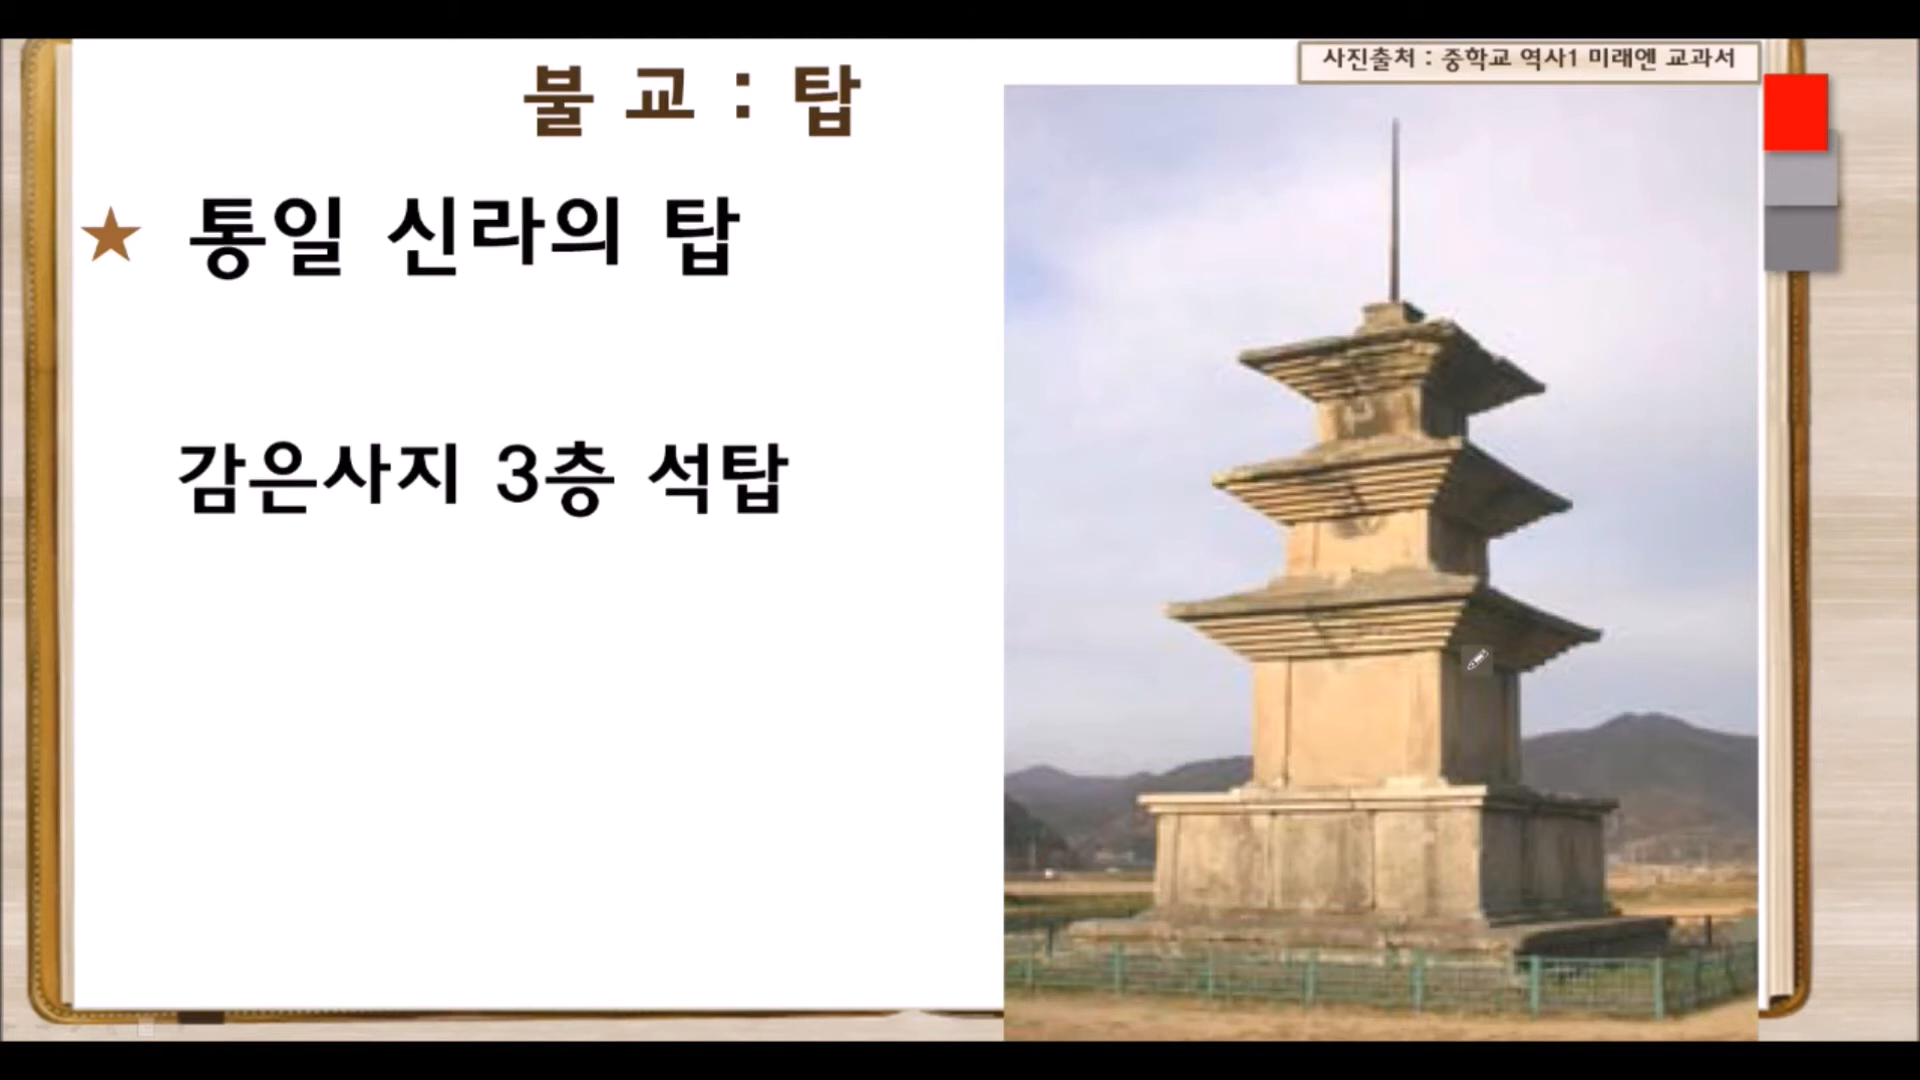 사진출처 : 중학교 역사1 미래엔 교과서
불 교 : 탑
★ 통일 신라의 탑
감은사지 3층 석탑